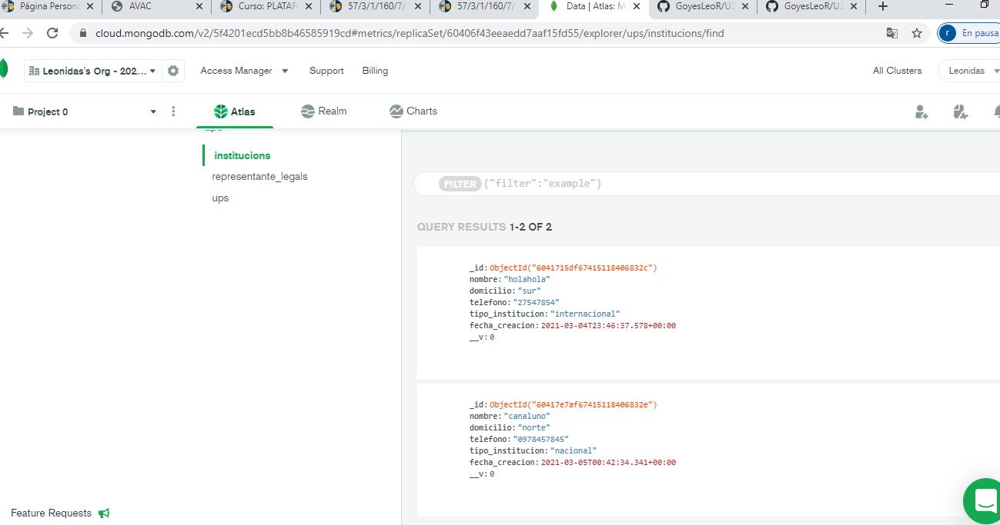 Página Persona
AVAC
Curso: PLATAF
57/3/1/160/7/
57/3/1/160/7/
Data | Atlas: M
GoyesLeoR/U3
GoyesLeoR/U3
cloud.mongodb.com/v2/5f4201ecd5bb8b46585919cd#metrics/replicaSet/60406f43eeaedd7aaf15fd55/explorer/ups/institucions/find
r En pausa
Leonidas's Org - 202...
Access Manager
Support
Billing
All Clusters
Leonidas
Project 0
Atlas
Realm
Charts
ups
institucions
representante_legals
ups
FILTER {"filter":"example"}
QUERY RESULTS 1-2 OF 2
_id: ObjectId("6041715df67415118406832c")
nombre: "holahola"
domicilio: "sur"
telefono: "27547854"
tipo_institucion: "internacional"
fecha_creacion: 2021-03-04T23:46:37.578+00:00
__v: 0
_id: ObjectId("60417e7af67415118406832e")
nombre: "canaluno"
domicilio: "norte"
telefono: "0978457845"
tipo_institucion: "nacional"
fecha_creacion: 2021-03-05T00:42:34.341+00:00
__v: 0
Feature Requests